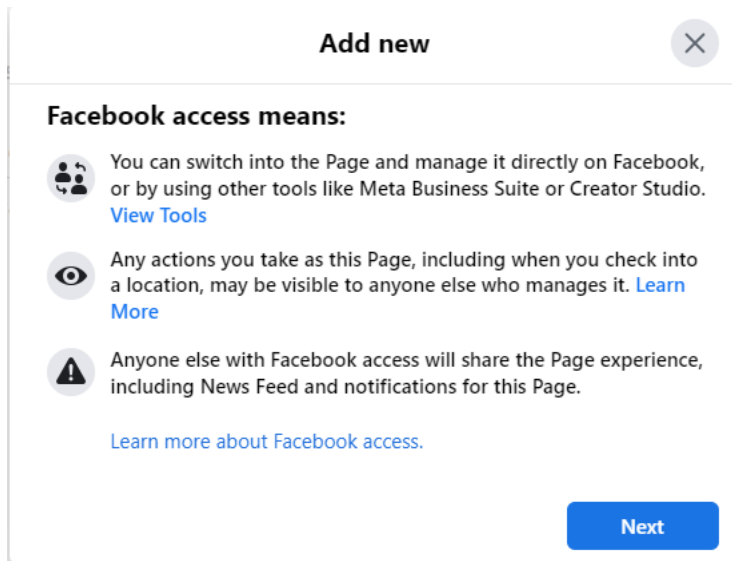 Add new
Facebook access means:
You can switch into the Page and manage it directly on Facebook,
or by using other tools like Meta Business Suite or Creator Studio.
View Tools
Any actions you take as this Page, including when you check into
a location, may be visible to anyone else who manages it. Learn
More
Anyone else with Facebook access will share the Page experience,
including News Feed and notifications for this Page.
Learn more about Facebook access.
Next